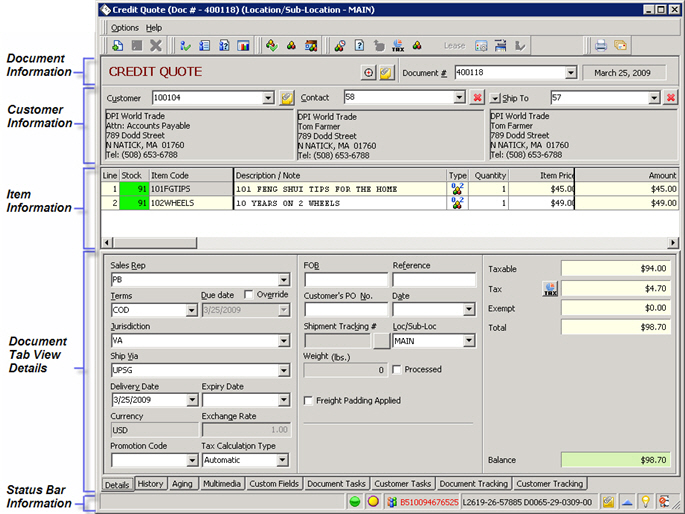 Credit Quote (Doc # - 400118) (Location/Sub-Location - MAIN)
Options Help
TAX Lease
Document Information
CREDIT QUOTE
Document # 400118
March 25, 2009
Customer Information
Customer 100104
Contact 58
Ship To 57
DPI World Trade
Attn: Accounts Payable
789 Dodd Street
N NATICK, MA 01760
Tel: (508) 653-6788
DPI World Trade
Tom Farmer
789 Dodd Street
N NATICK, MA 01760
Tel: (508) 653-6788
DPI World Trade
Tom Farmer
789 Dodd Street
N NATICK, MA 01760
Tel: (508) 653-6788
Item Information
Line Stock Item Code Description / Note Type Quantity Item Pric Amount
1 91 101FGTIPS 101 FENG SHUI TIPS FOR THE HOME 1 $45.0 $45.00
2 91 102WHEELS 10 YEARS ON 2 WHEELS 1 $49.0 $49.00
Document Tab View Details
Sales Rep
PB
Terms
COD
Due date Override
3/25/2009
Jurisdiction
VA
Ship Via
UPSG
Delivery Date
3/25/2009
Expiry Date
Currency
USD
Exchange Rate
1.00
Promotion Code
Tax Calculation Type
Automatic
FOB
Reference
Customer's PO No.
Date
Shipment Tracking #
Loc/Sub-Loc
MAIN
Weight (lbs.)
0
Processed
Freight Padding Applied
Taxable $94.00
Tax TAX $4.70
Exempt $0.00
Total $98.70
Balance $98.70
Details History Aging Multimedia Custom Fields Document Tasks Customer Tasks Document Tracking Customer Tracking
Status Bar Information
B510094676525 L2619-26-57885 D0065-29-0309-00